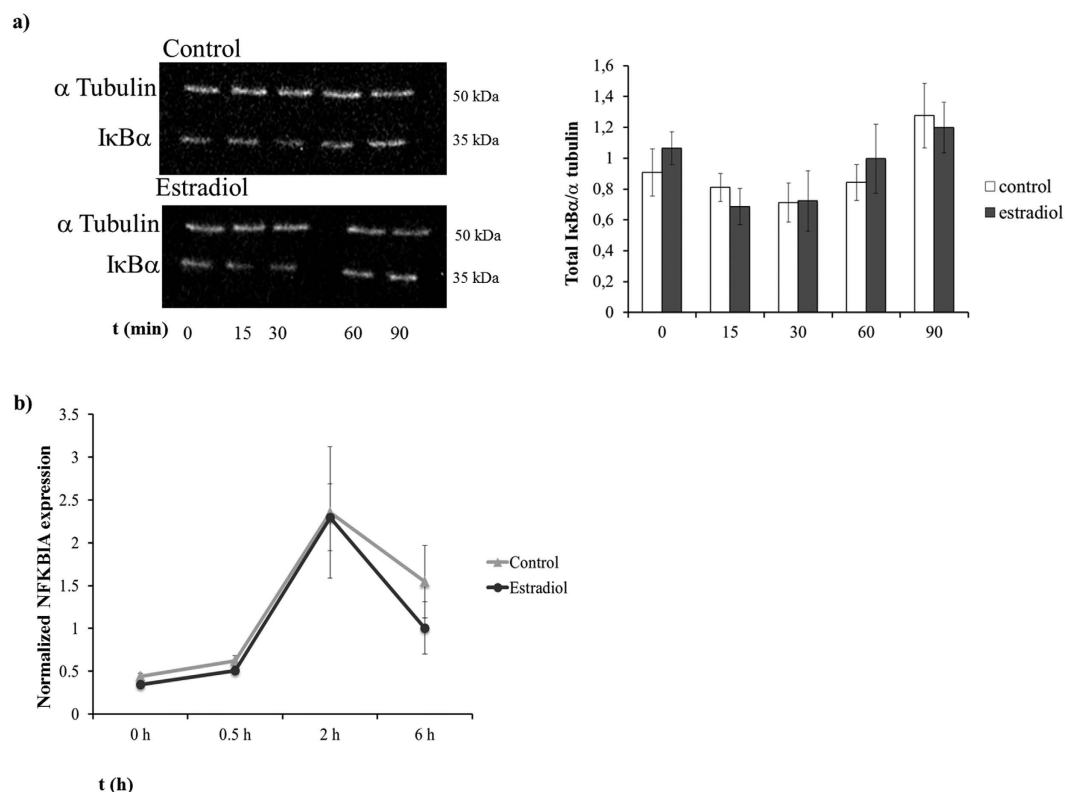 a)
Control
α Tubulin
50 kDa
IκBα
35 kDa
Estradiol
α Tubulin
50 kDa
IκBα
35 kDa
t (min) 0 15 30 60 90
Total IκBα/α tubulin
1,6
1,4
1,2
1
0,8
0,6
0,4
0,2
0
0 15 30 60 90
control
estradiol
b)
Normalized NFKBIA expression
3.5
3
2.5
2
1.5
1
0.5
0
0 h 0.5 h 2 h 6 h
t (h)
Control
Estradiol